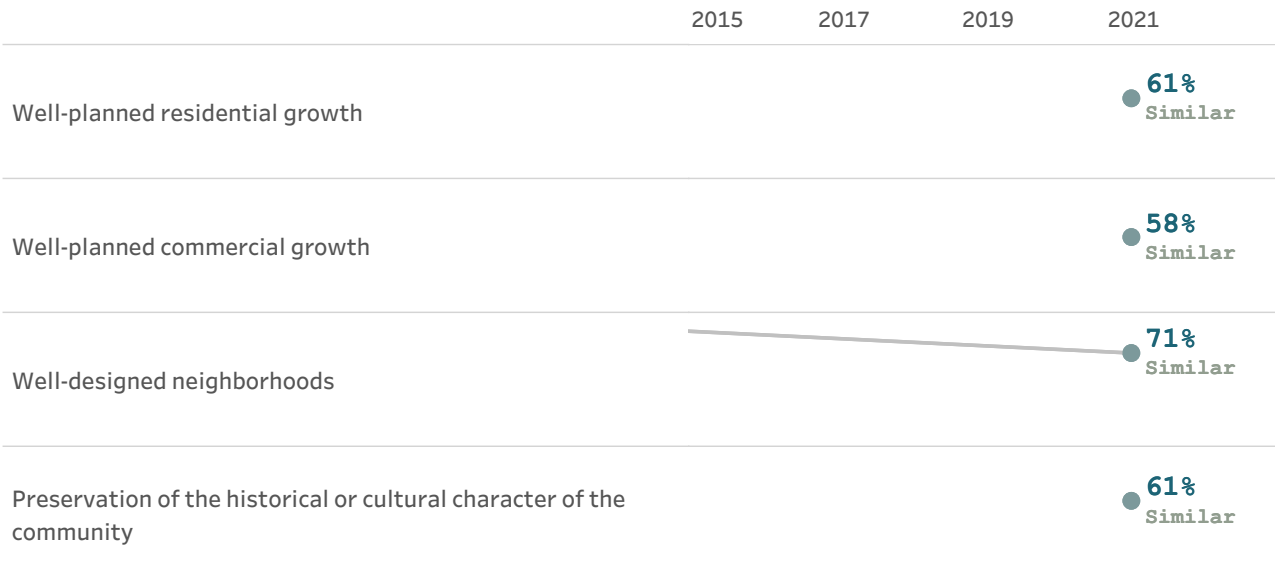 2015 2017 2019 2021
61%
Well-planned residential growth
Similar
58%
Well-planned commercial growth
Similar
71%
Similar
Well-designed neighborhoods
61%
Preservation of the historical or cultural character of the
Similar
community